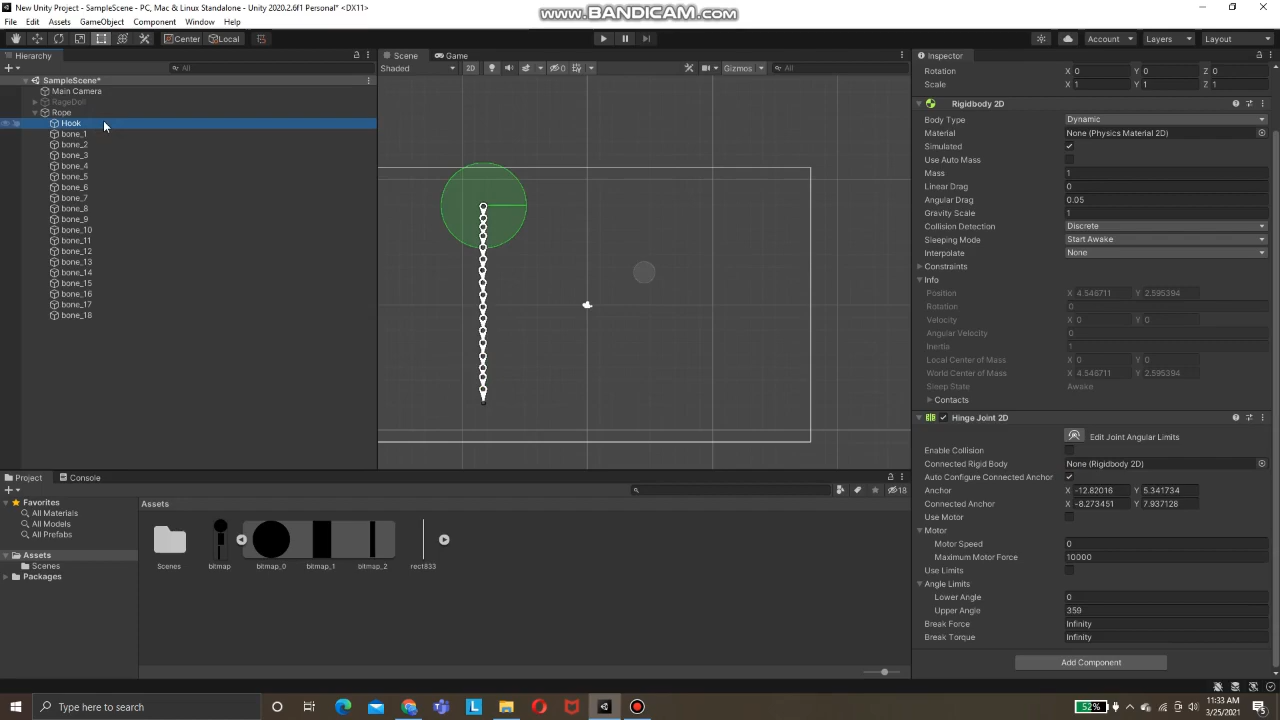 New Unity Project - SampleScene - PC, Mac & Linux Standalone - Unity 2020.2.6f1 Personal* <DX11>
www.BANDICAM.com
File Edit Assets GameObject Component Window Help
Center Local Account Layers Layout
Hierarchy
All
SampleScene*
Main Camera
RageDoll
Rope
Hook
bone_1
bone_2
bone_3
bone_4
bone_5
bone_6
bone_7
bone_8
bone_9
bone_10
bone_11
bone_12
bone_13
bone_14
bone_15
bone_16
bone_17
bone_18
Scene Game
Shaded 2D 0 Gizmos All
Inspector
Rotation X 0 Y 0 Z 0
Scale X 1 Y 1 Z 1
Rigidbody 2D
Body Type Dynamic
Material None (Physics Material 2D)
Simulated
Use Auto Mass
Mass 1
Linear Drag 0
Angular Drag 0.05
Gravity Scale 1
Collision Detection Discrete
Sleeping Mode Start Awake
Interpolate None
Constraints
Info
Position X 4.546711 Y 2.595394
Rotation 0
Velocity X 0 Y 0
Angular Velocity 0
Inertia 1
Local Center of Mass X 0 Y 0
World Center of Mass X 4.546711 Y 2.595394
Sleep State Awake
Contacts
Hinge Joint 2D
Edit Joint Angular Limits
Enable Collision
Connected Rigid Body None (Rigidbody 2D)
Auto Configure Connected Anchor
Anchor X -12.82016 Y 5.341734
Connected Anchor X -8.273451 Y 7.937128
Use Motor
Motor
Motor Speed 0
Maximum Motor Force 10000
Use Limits
Angle Limits
Lower Angle 0
Upper Angle 359
Break Force Infinity
Break Torque Infinity
Add Component
Project Console
18
Favorites
All Materials
All Models
All Prefabs
Assets
Scenes
Packages
Assets
Scenes bitmap bitmap_0 bitmap_1 bitmap_2 rect833
Type here to search
L
52%
11:33 AM
3/25/2021